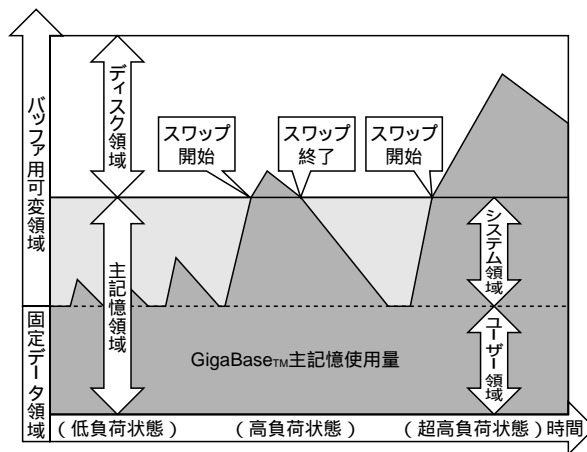 バッファ用可変領域
固定データ領域
ディスク領域
主記憶領域
スワップ
開始
スワップ
終了
スワップ
開始
システム領域
ユーザー領域
GigaBaseTM主記憶使用量
(低負荷状態)
(高負荷状態)
(超高負荷状態)
時間